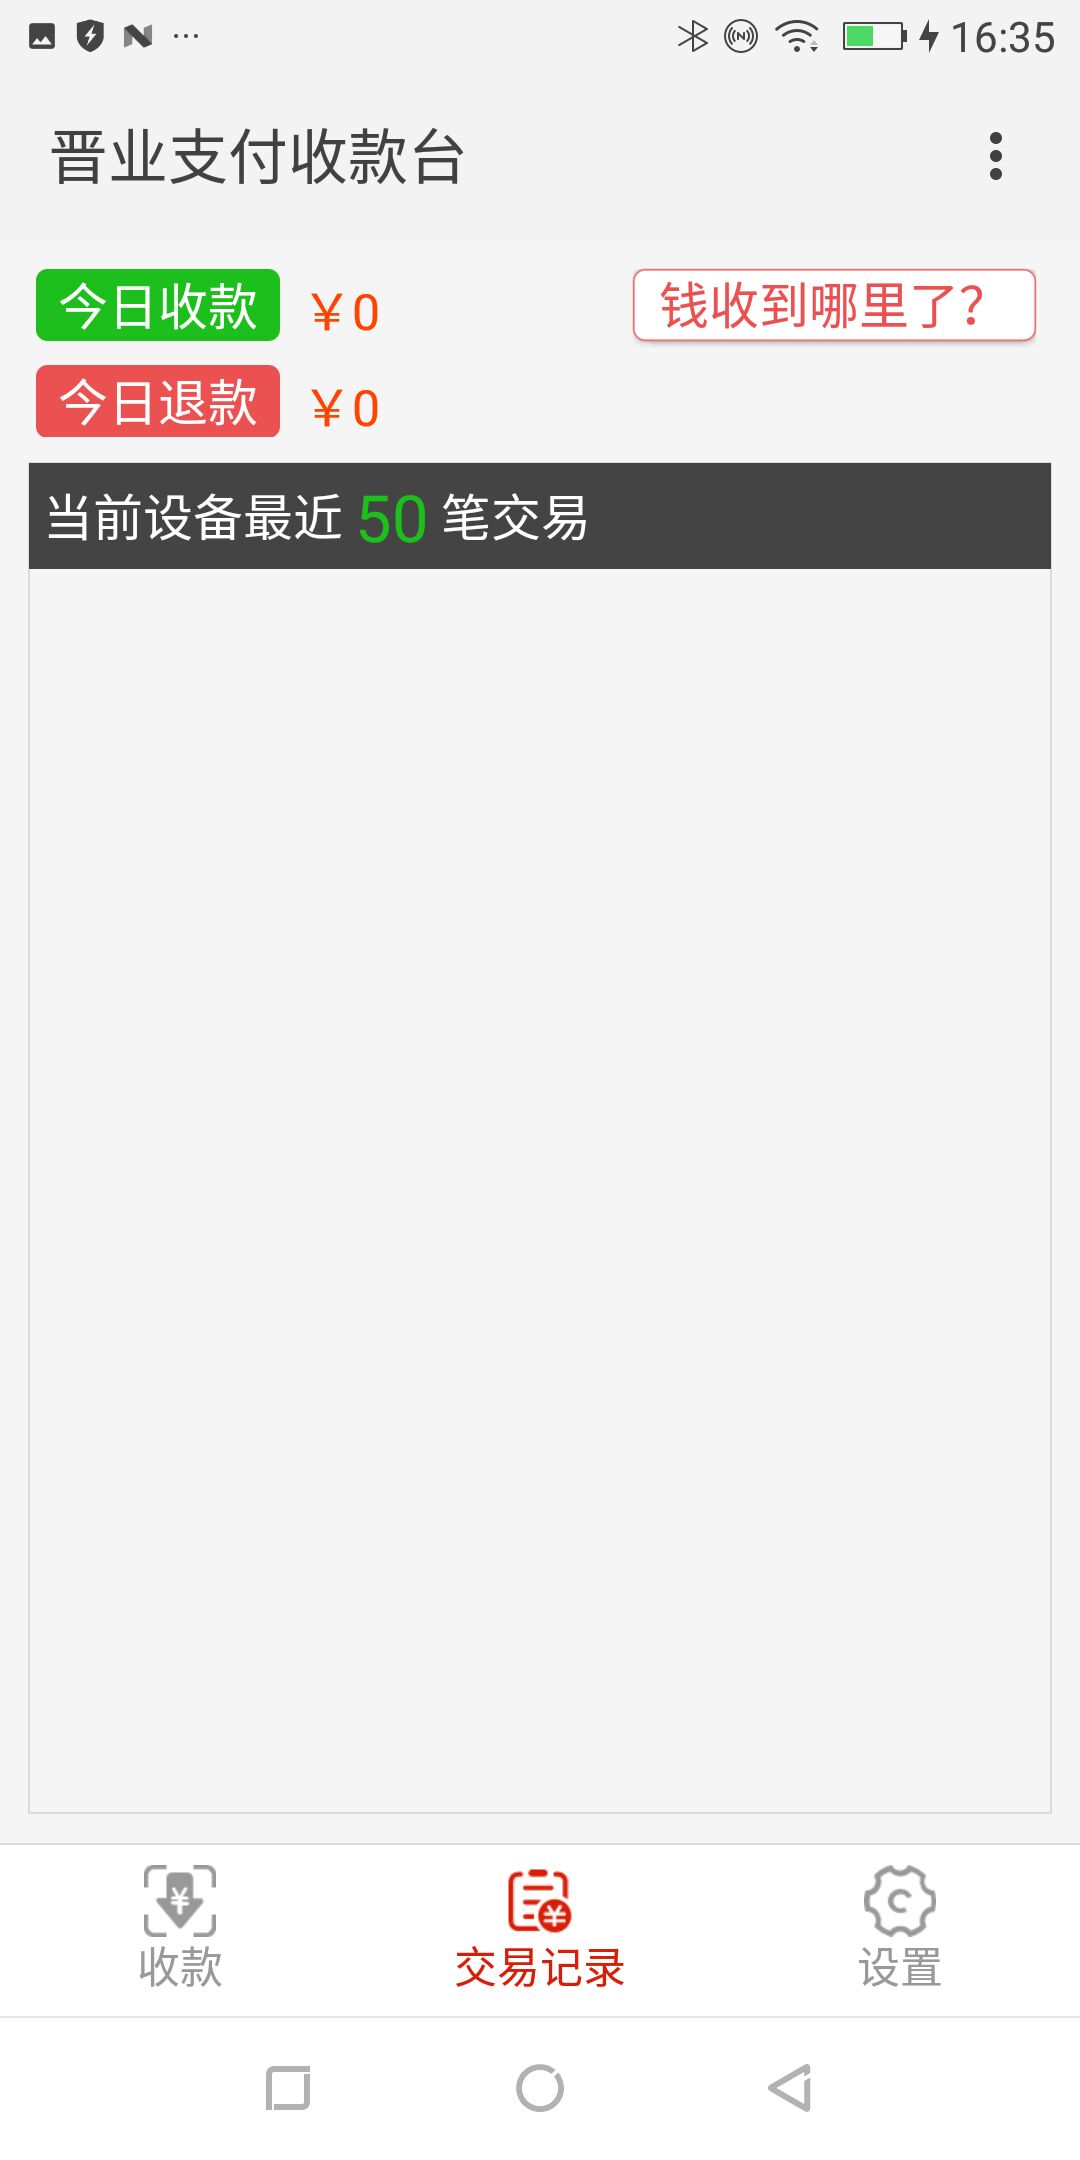 16:35
晋业支付收款台
今日收款 ￥0 钱收到哪里了?
今日退款 ￥0
当前设备最近 50 笔交易
收款 交易记录 设置